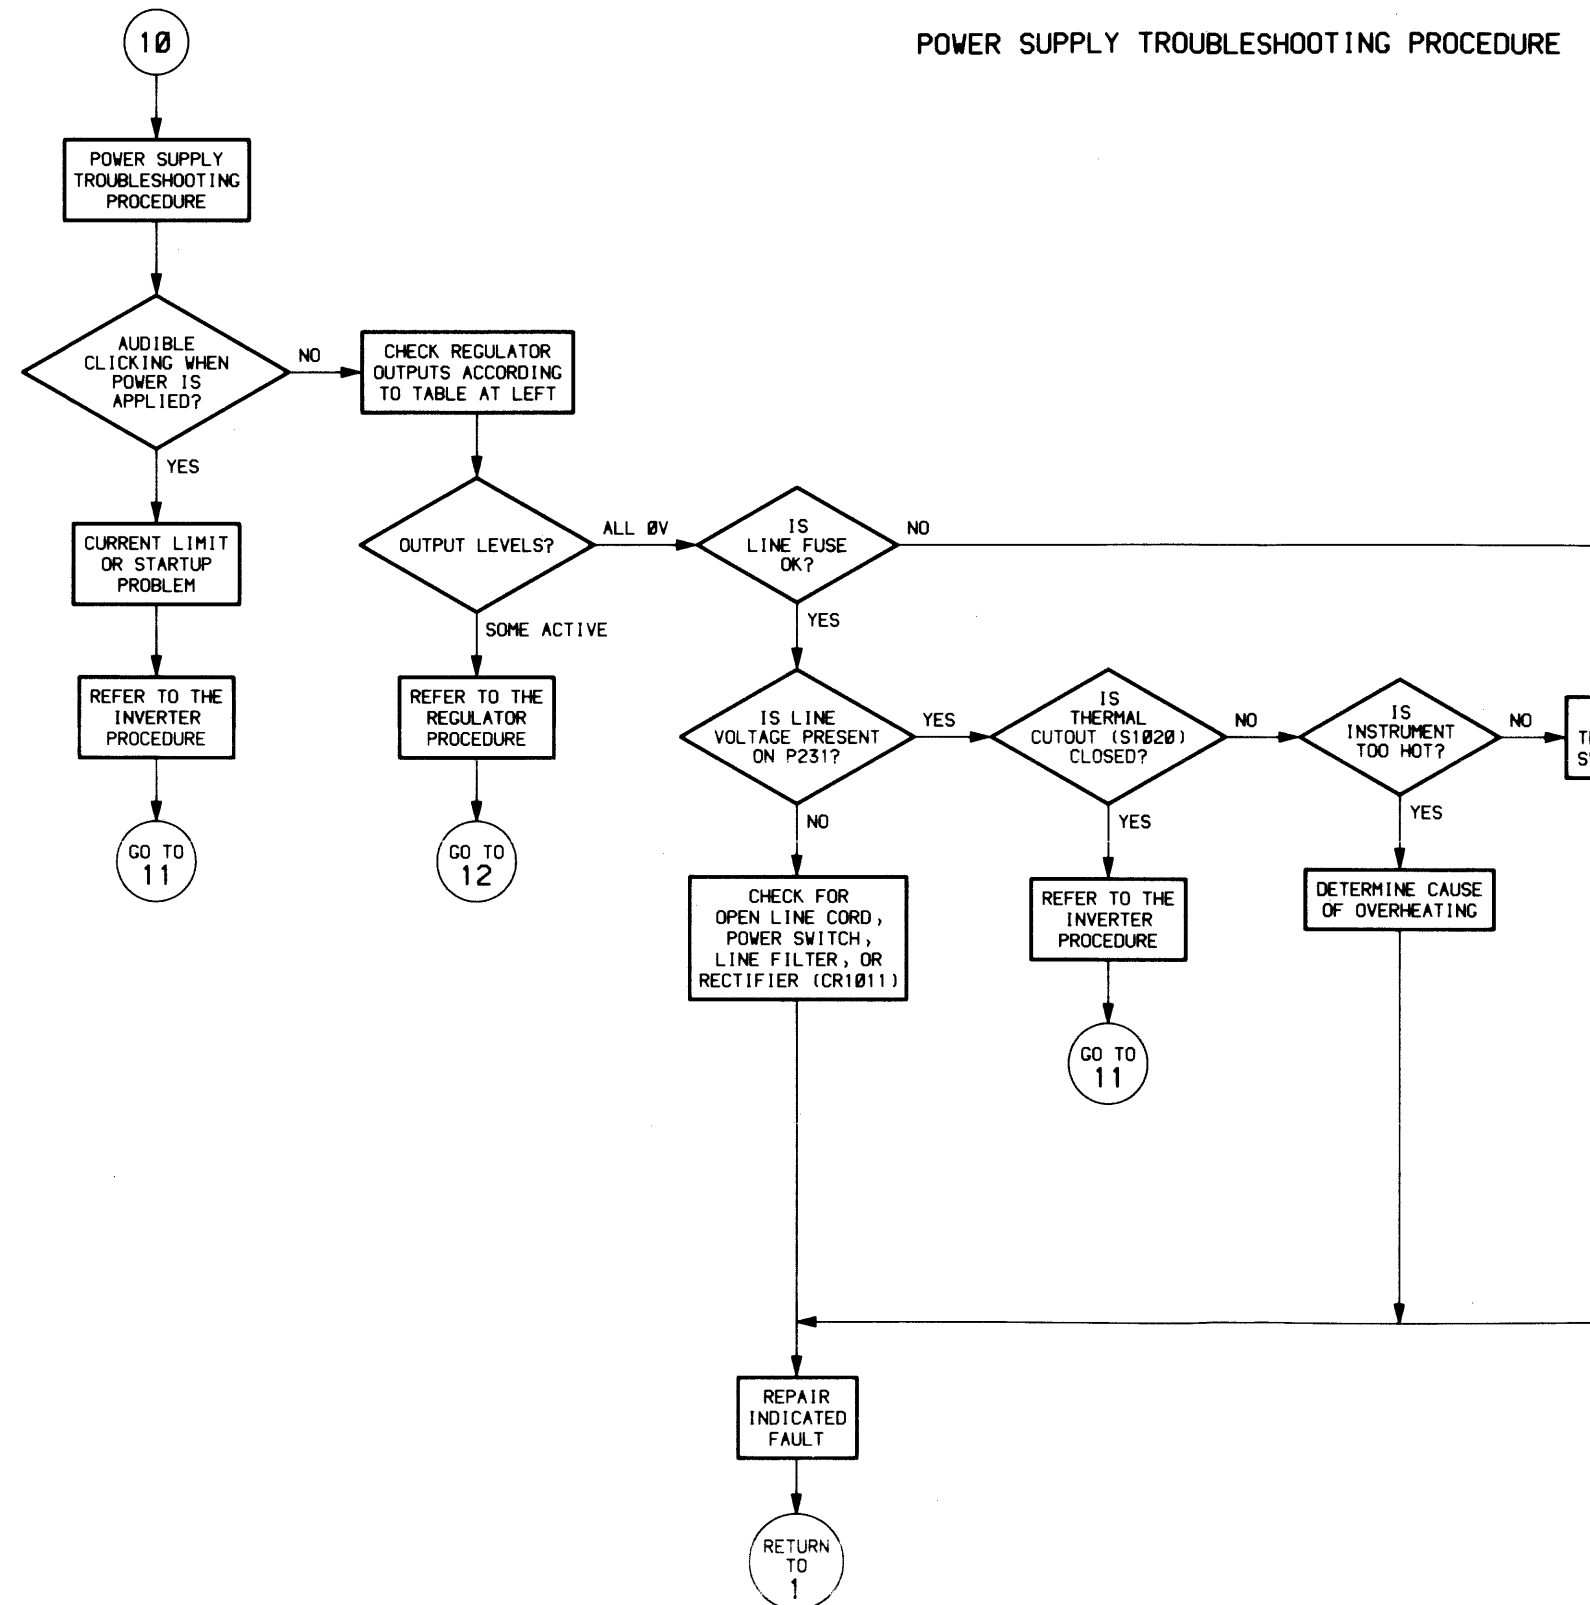 POWER SUPPLY TROUBLESHOOTING PROCEDURE
10
POWER SUPPLY
TROUBLESHOOTING
PROCEDURE
AUDIBLE
CLICKING WHEN
POWER IS
APPLIED?
NO
YES
CHECK REGULATOR
OUTPUTS ACCORDING
TO TABLE AT LEFT
CURRENT LIMIT
OR STARTUP
PROBLEM
OUTPUT LEVELS?
ALL 0V
SOME ACTIVE
IS
LINE FUSE
OK?
NO
YES
REFER TO THE
INVERTER
PROCEDURE
GO TO
11
REFER TO THE
REGULATOR
PROCEDURE
GO TO
12
IS LINE
VOLTAGE PRESENT
ON P231?
YES
NO
IS
THERMAL
CUTOUT (S1020)
CLOSED?
NO
YES
IS
INSTRUMENT
TOO HOT?
NO
YES
CHECK FOR
OPEN LINE CORD,
POWER SWITCH,
LINE FILTER, OR
RECTIFIER (CR1011)
REFER TO THE
INVERTER
PROCEDURE
GO TO
11
DETERMINE CAUSE
OF OVERHEATING
REPAIR
INDICATED
FAULT
RETURN
TO
1